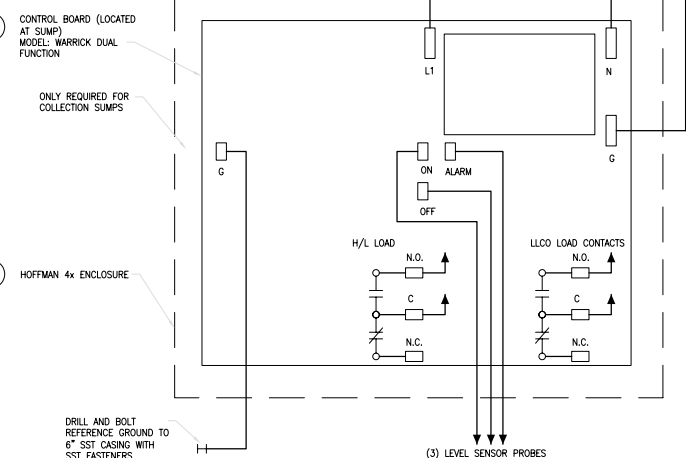 CONTROL BOARD (LOCATED
AT SUMP)
MODEL: WARRICK DUAL
FUNCTION
L1
N
ONLY REQUIRED FOR
COLLECTION SUMPS
G
G
ON
ALARM
OFF
H/L LOAD
LLCO LOAD CONTACTS
N.O.
N.O.
HOFFMAN 4x ENCLOSURE
C
C
N.C.
N.C.
DRILL AND BOLT
REFERENCE GROUND TO
6" SST CASING WITH
SST FASTENERS
(3) LEVEL SENSOR PROBES